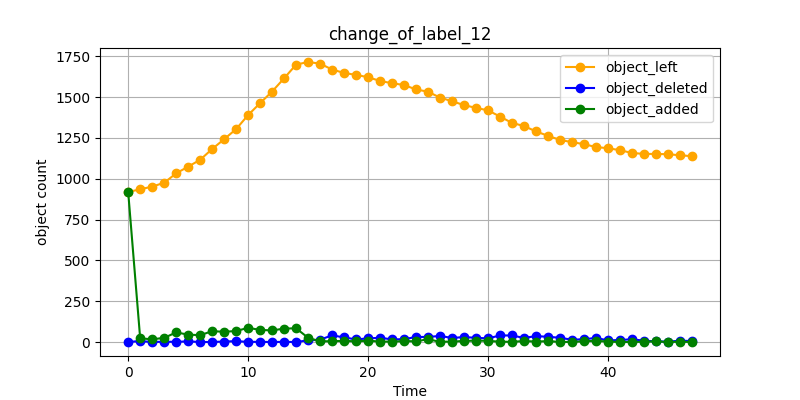 change_of_label_12
object_left
object_deleted
object_added
object count
1750
1500
1250
1000
750
500
250
0
0 10 20 30 40
Time